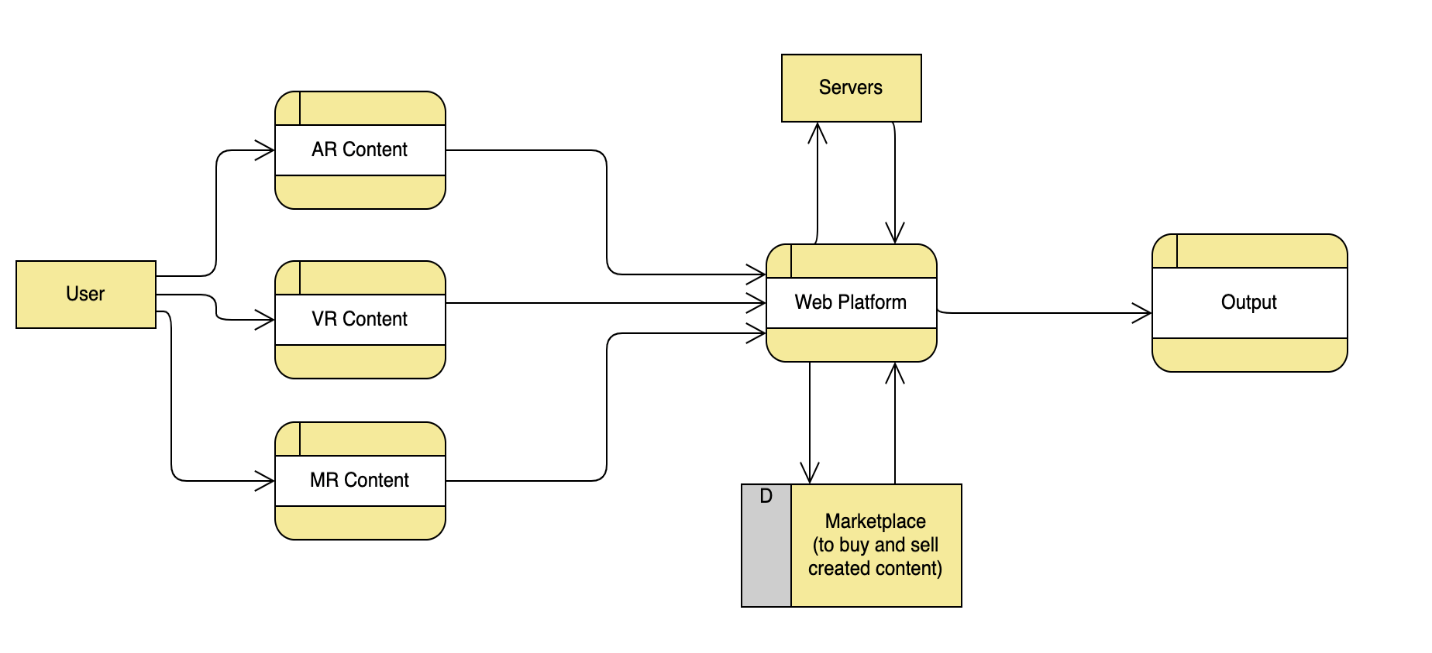 Servers
AR Content
User
VR Content
Web Platform
Output
MR Content
D
Marketplace
(to buy and sell
created content)